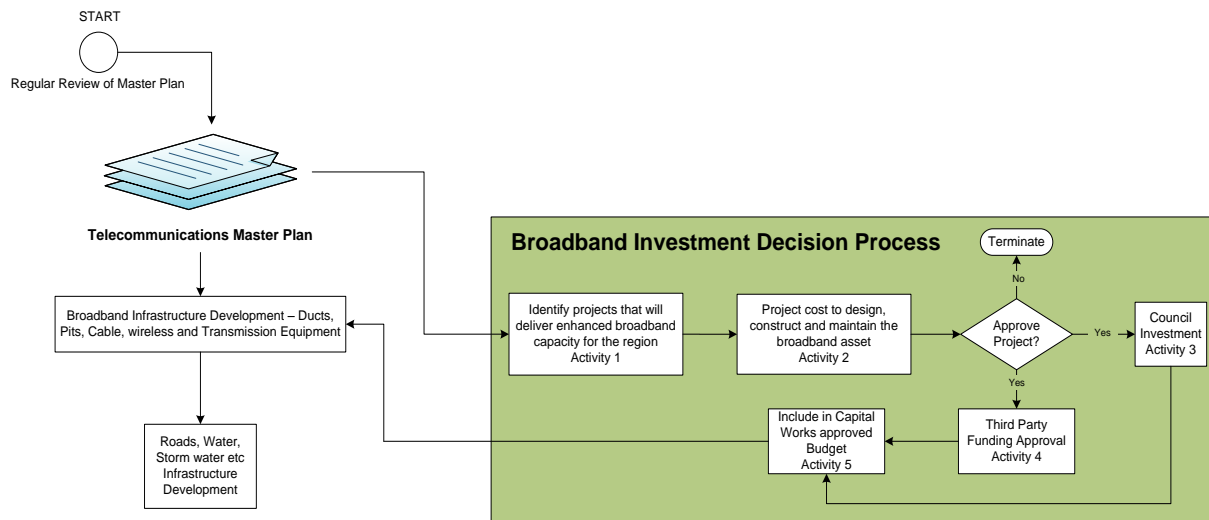 START
Regular Review of Master Plan
Telecommunications Master Plan
Broadband Infrastructure Development – Ducts,
Pits, Cable, wireless and Transmission Equipment
Roads, Water,
Storm water etc
Infrastructure
Development
Broadband Investment Decision Process
Terminate
No
Identify projects that will
deliver enhanced broadband
capacity for the region
Activity 1
Project cost to design,
construct and maintain the
broadband asset
Activity 2
Approve
Project?
Yes
Council
Investment
Activity 3
Yes
Third Party
Funding Approval
Activity 4
Include in Capital
Works approved
Budget
Activity 5